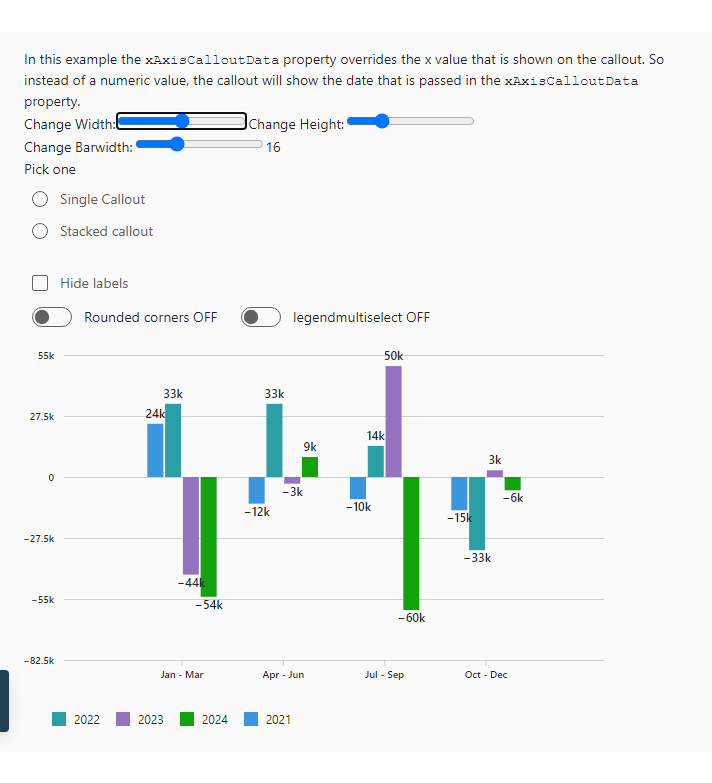 In this example the xAxisCalloutData property overrides the x value that is shown on the callout. So
instead of a numeric value, the callout will show the date that is passed in the xAxisCalloutData
property.
Change Width: Change Height:
Change Barwidth: 16
Pick one
Single Callout
Stacked callout
Hide labels
Rounded corners OFF legendmultiselect OFF
55k
50k
33k 33k
27.5k
24k
14k
9k
3k
0
−3k
−6k
−10k
−12k
−15k
−27.5k
−33k
−44k
−55k
−54k
−60k
−82.5k
Jan - Mar Apr - Jun Jul - Sep Oct - Dec
2022 2023 2024 2021